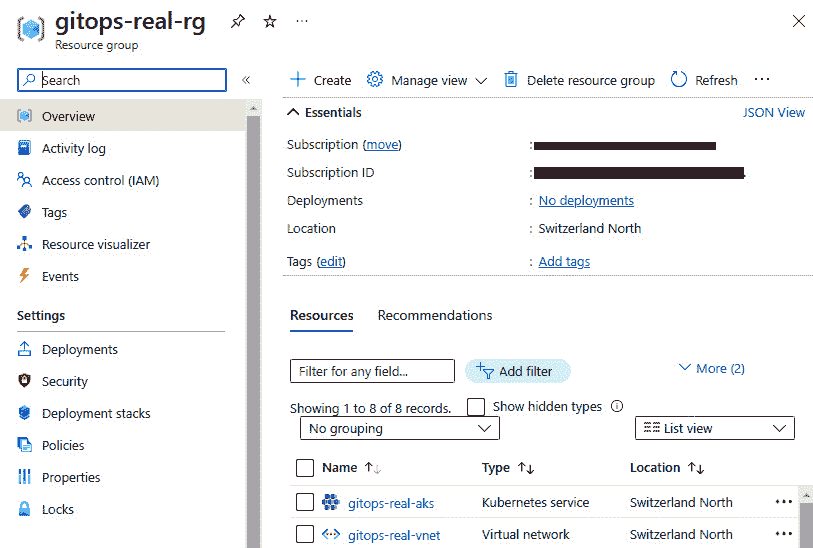 gitops-real-rg
Resource group
Search
«
Create
Manage view
Delete resource group
Refresh
...
Overview
Activity log
Access control (IAM)
Tags
Resource visualizer
Events
Settings
Deployments
Security
Deployment stacks
Policies
Properties
Locks
Essentials
JSON View
Subscription (move) :
Subscription ID :
Deployments : No deployments
Location : Switzerland North
Tags (edit) : Add tags
Resources Recommendations
Filter for any field...
Add filter
More (2)
Showing 1 to 8 of 8 records.
Show hidden types
No grouping
List view
Name ↑↓ Type ↑↓ Location ↑↓
gitops-real-aks Kubernetes service Switzerland North ...
gitops-real-vnet Virtual network Switzerland North ...